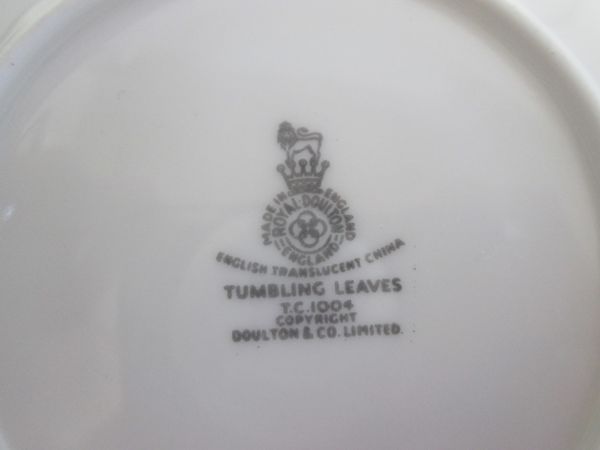 MADE IN ENGLAND
ROYAL·DOULTON
ENGLAND
ENGLISH TRANSLUCENT CHINA
TUMBLING LEAVES
T.C.1004
COPYRIGHT
DOULTON & CO. LIMITED.